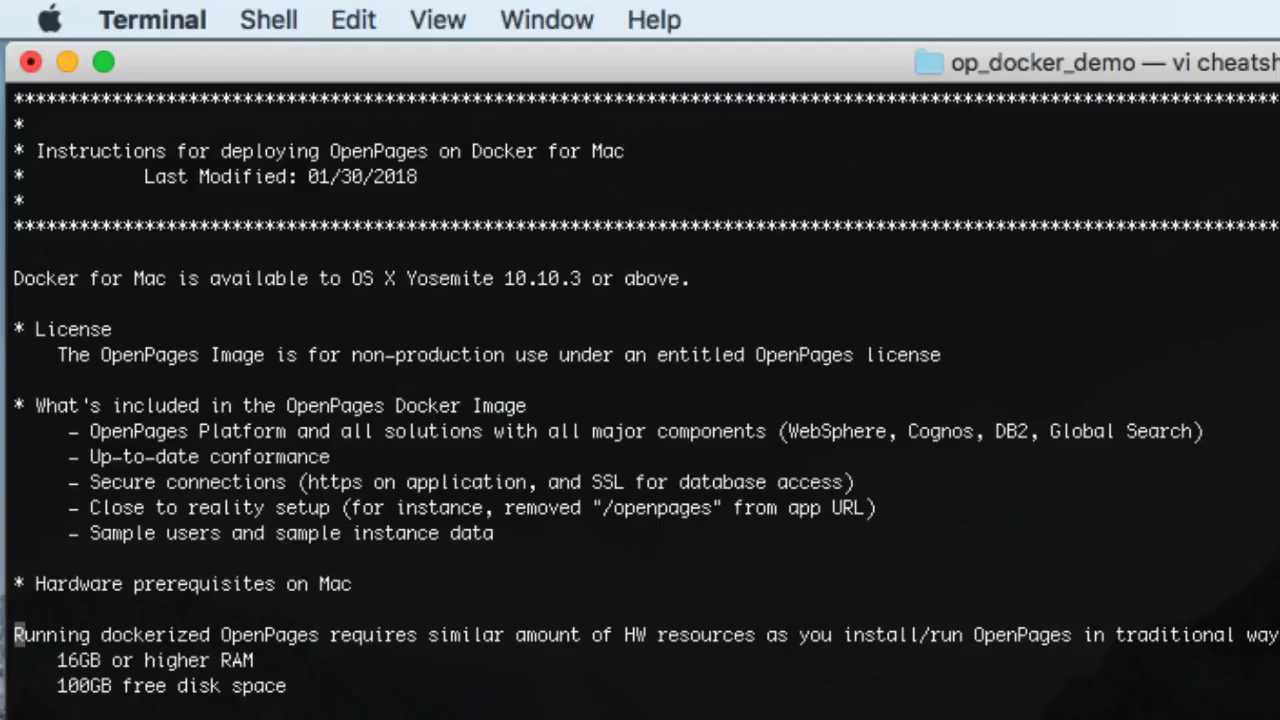 Terminal Shell Edit View Window Help
op_docker_demo — vi cheatsh
********************************************************************************************************************
*
* Instructions for deploying OpenPages on Docker for Mac
* Last Modified: 01/30/2018
*
********************************************************************************************************************
Docker for Mac is available to OS X Yosemite 10.10.3 or above.
* License
The OpenPages Image is for non-production use under an entitled OpenPages license
* What's included in the OpenPages Docker Image
- OpenPages Platform and all solutions with all major components (WebSphere, Cognos, DB2, Global Search)
- Up-to-date conformance
- Secure connections (https on application, and SSL for database access)
- Close to reality setup (for instance, removed "/openpages" from app URL)
- Sample users and sample instance data
* Hardware prerequisites on Mac
Running dockerized OpenPages requires similar amount of HW resources as you install/run OpenPages in traditional way
16GB or higher RAM
100GB free disk space